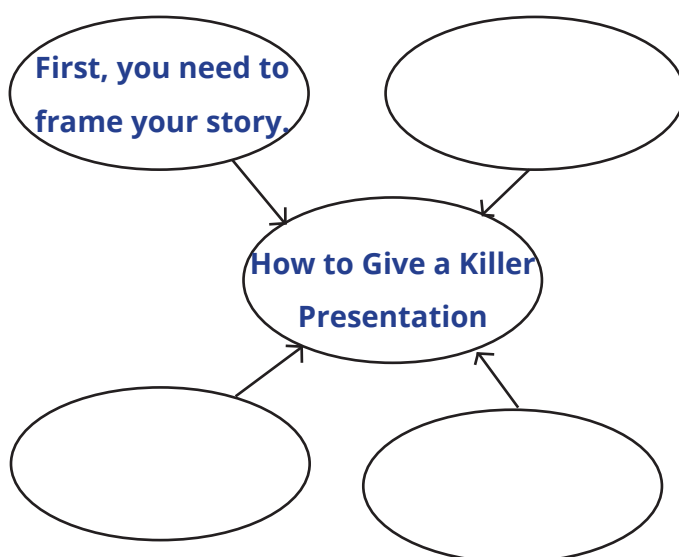 First, you need to
frame your story.
How to Give a Killer
Presentation